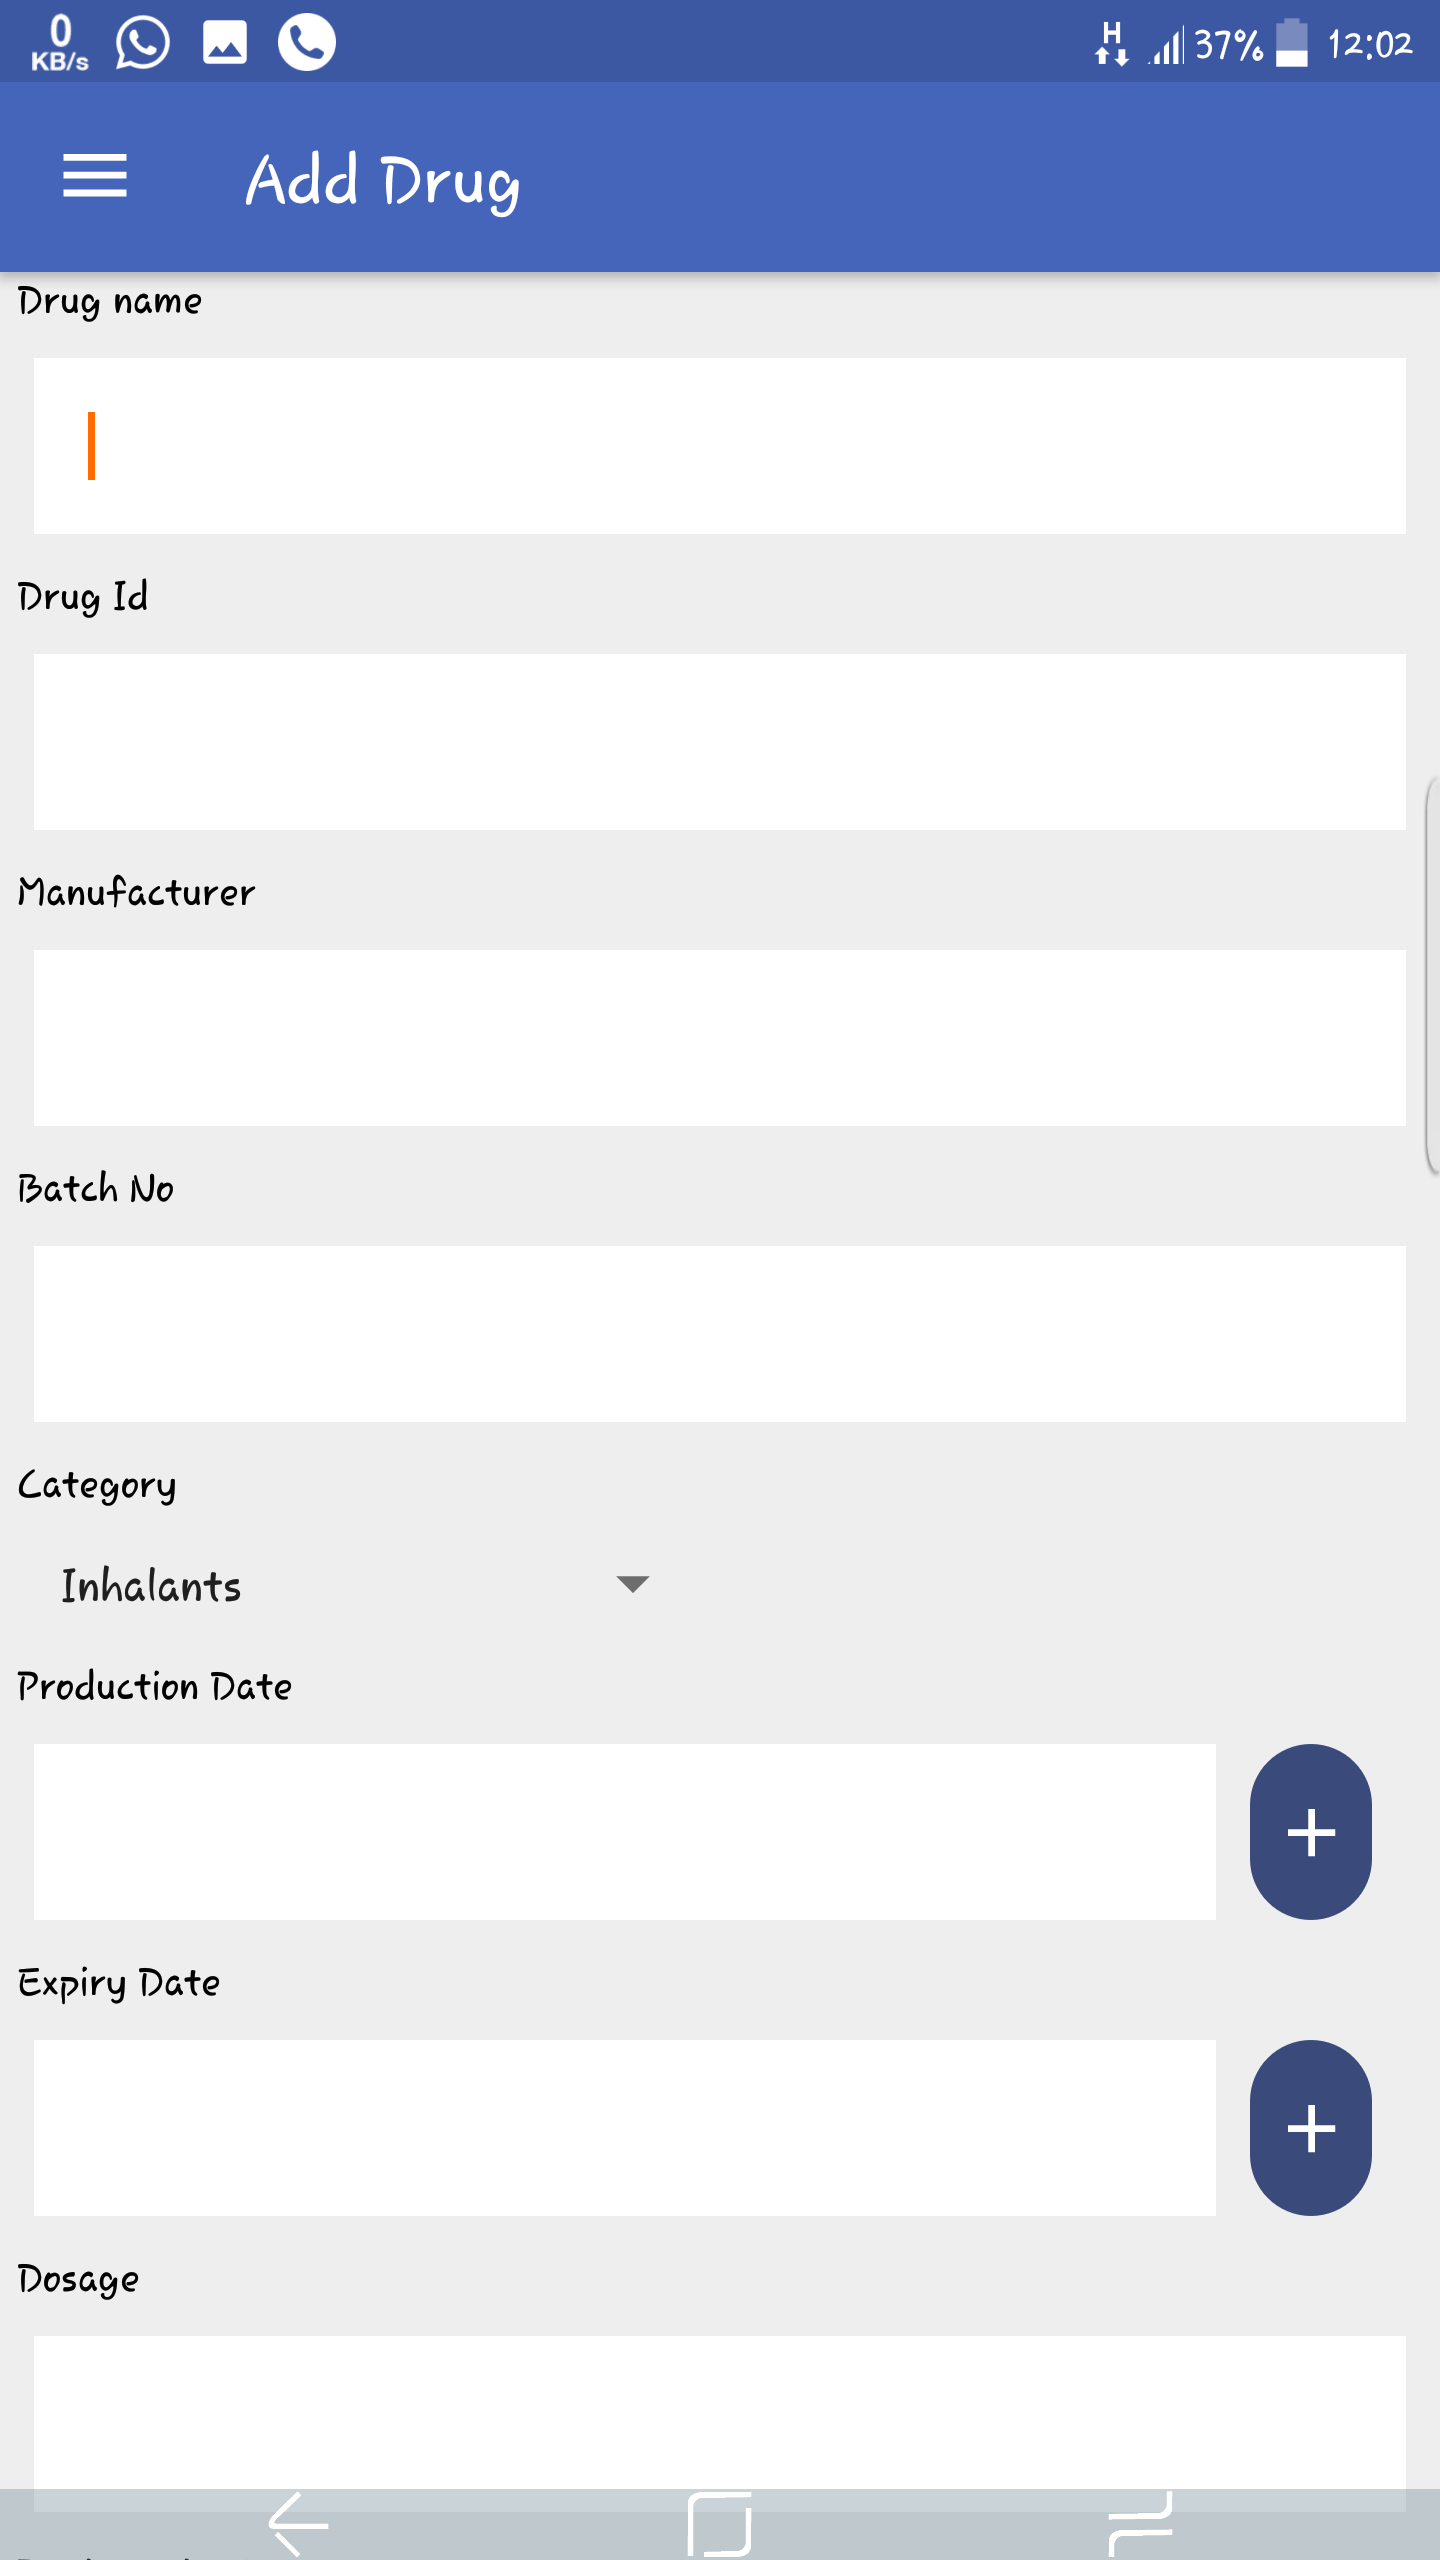 0
KB/s
H
37%
12:02
Add Drug
Drug name
Drug Id
Manufacturer
Batch No
Category
Inhalants
Production Date
+
Expiry Date
+
Dosage